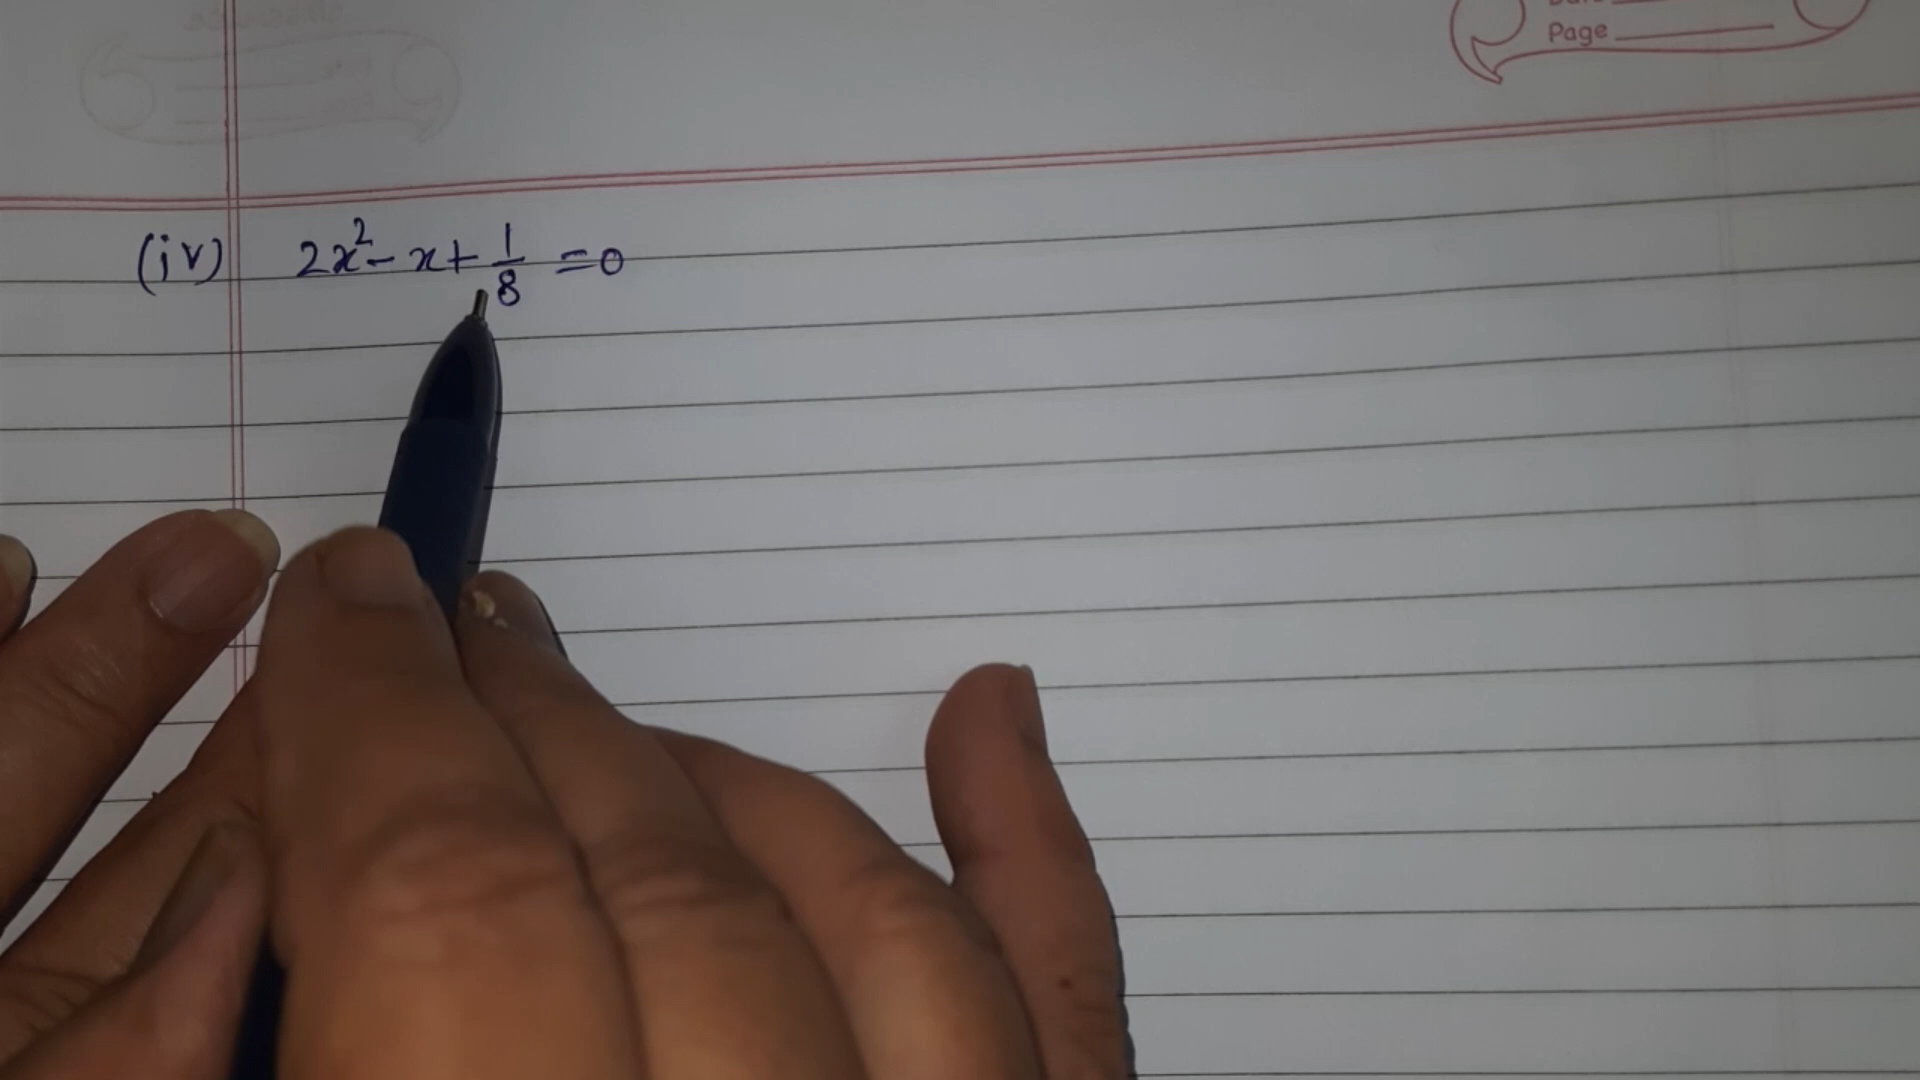 Page
(iv) 2x² - x + 1/8 = 0